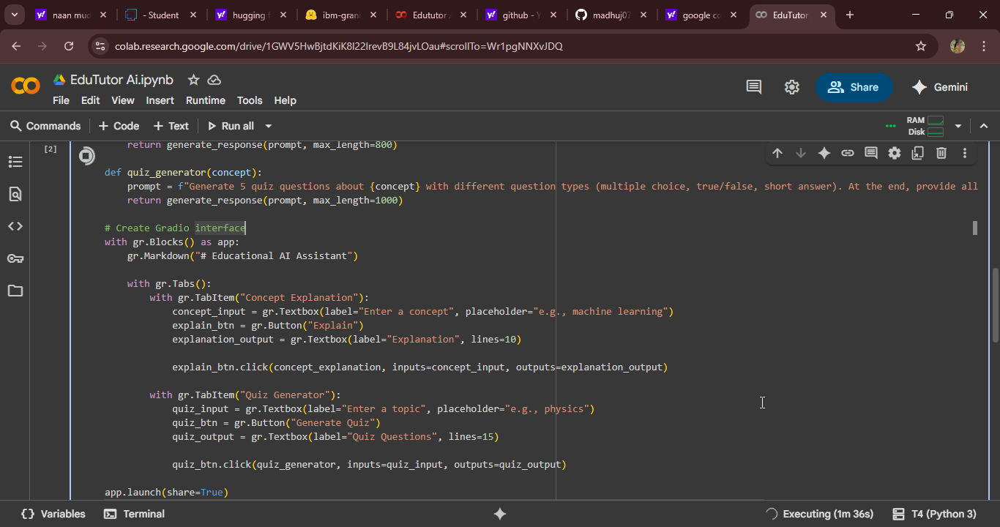 naan mud
- Student
hugging f
ibm-grani
Edututor A
github - Y
madhuj07
google co
EduTutor
colab.research.google.com/drive/1GWV5HwBjtdKiK8I22IrevB9L84jvLOau#scrollTo=Wr1pgNNXvJDQ
EduTutor Ai.ipynb
Share
Gemini
File Edit View Insert Runtime Tools Help
Commands + Code + Text Run all
RAM
Disk
[2]
return generate_response(prompt, max_length=800)
def quiz_generator(concept):
prompt = f"Generate 5 quiz questions about {concept} with different question types (multiple choice, true/false, short answer). At the end, provide all
return generate_response(prompt, max_length=1000)
# Create Gradio interface
with gr.Blocks() as app:
gr.Markdown("# Educational AI Assistant")
with gr.Tabs():
with gr.TabItem("Concept Explanation"):
concept_input = gr.Textbox(label="Enter a concept", placeholder="e.g., machine learning")
explain_btn = gr.Button("Explain")
explanation_output = gr.Textbox(label="Explanation", lines=10)
explain_btn.click(concept_explanation, inputs=concept_input, outputs=explanation_output)
with gr.TabItem("Quiz Generator"):
quiz_input = gr.Textbox(label="Enter a topic", placeholder="e.g., physics")
quiz_btn = gr.Button("Generate Quiz")
quiz_output = gr.Textbox(label="Quiz Questions", lines=15)
quiz_btn.click(quiz_generator, inputs=quiz_input, outputs=quiz_output)
app.launch(share=True)
Variables
Terminal
Executing (1m 36s)
T4 (Python 3)